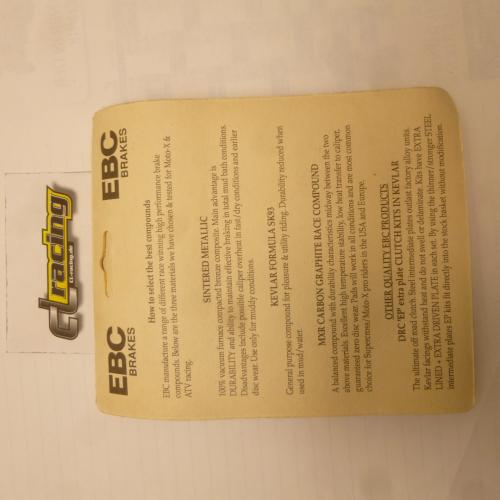 GL racing
GLracing.de
EBC BRAKES
EBC BRAKES
How to select the best compounds
EBC manufacture a range of different race winning high performance brake
compounds. Below are the three materials we have chosen & tested for Moto-X &
ATV racing.
SINTERED METALLIC
100% vacuum furnace compacted bronze composite. Main advantage is
DURABILITY and ability to maintain effective braking in total mud bath conditions.
Disadvantages include possible caliper overheat in fast/dry conditions and earlier
disc wear. Use only for muddy conditions.
KEVLAR FORMULA SK93
General purpose compound for pleasure & utility riding. Durability reduced when
used in mud/water.
MXR CARBON GRAPHITE RACE COMPOUND
A balanced compound with durability characteristics midway between the two
above materials. Excellent high temperature stability, low heat transfer to caliper,
guaranteed zero disc wear. Pads will work in all conditions and are most common
choice for Supercross/Moto-X pro riders in the USA and Europe.
OTHER QUALITY EBC PRODUCTS
DRC'EP' extra plate CLUTCH KITS IN KEVLAR
The ultimate off road clutch. Steel intermediate plates outlast factory alloy units.
Kevlar facings withstand heat and do not swell or delaminate. Kits have EXTRA
LINED + EXTRA DRIVEN PLATE in each set. By using the thinner/stronger STEEL
intermediate plates EP kits fit directly into the stock basket without modification.